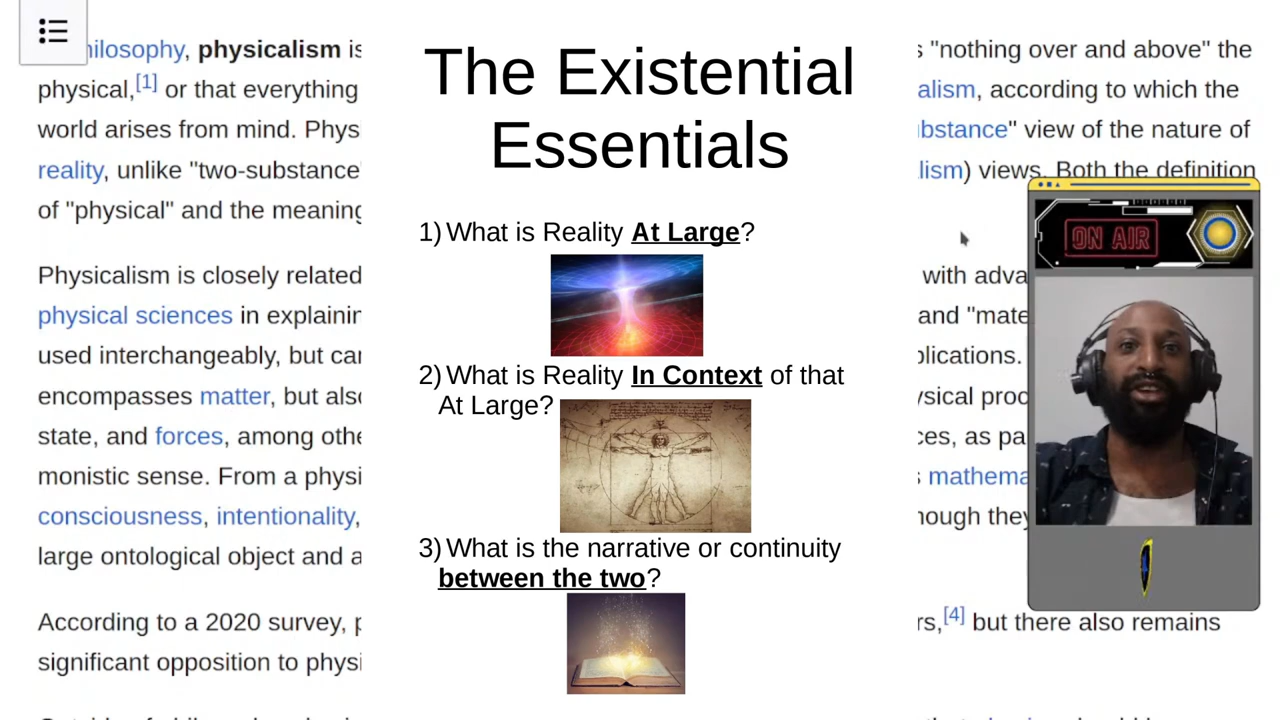 The Existential
Essentials
1) What is Reality At Large?
2) What is Reality In Context of that
At Large?
3) What is the narrative or continuity
between the two?
philosophy, physicalism is
physical,[1] or that everything
world arises from mind. Physi
reality, unlike "two-substance"
of "physical" and the meaning
Physicalism is closely related
physical sciences in explainin
used interchangeably, but can
encompasses matter, but also
state, and forces, among othe
monistic sense. From a physi
consciousness, intentionality,
large ontological object and a
According to a 2020 survey, p
significant opposition to physi
s "nothing over and above" the
alism, according to which the
ubstance" view of the nature of
lism) views. Both the definition
with adva
and "mate
plications.
ysical proc
ces, as pa
s mathema
hough they
rs,[4] but there also remains
ON AIR